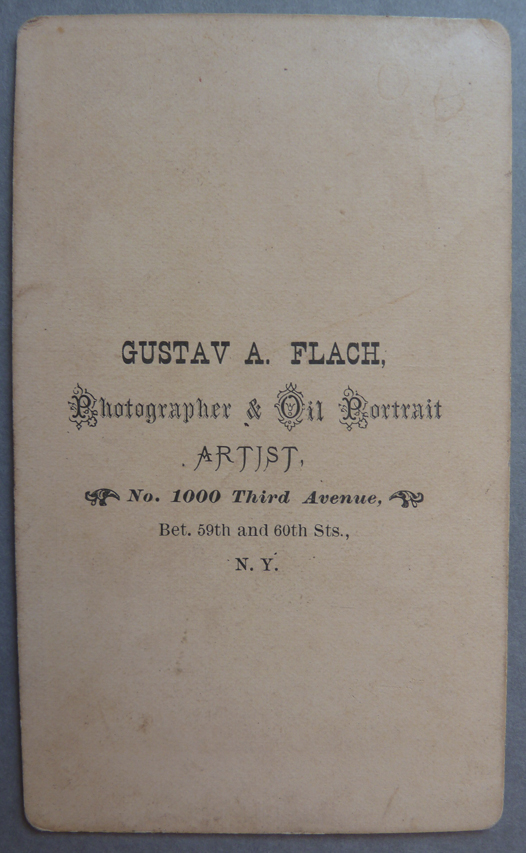 GUSTAV A. FLACH,
Photographer & Oil Portrait
ARTIST,
No. 1000 Third Avenue,
Bet. 59th and 60th Sts.,
N. Y.